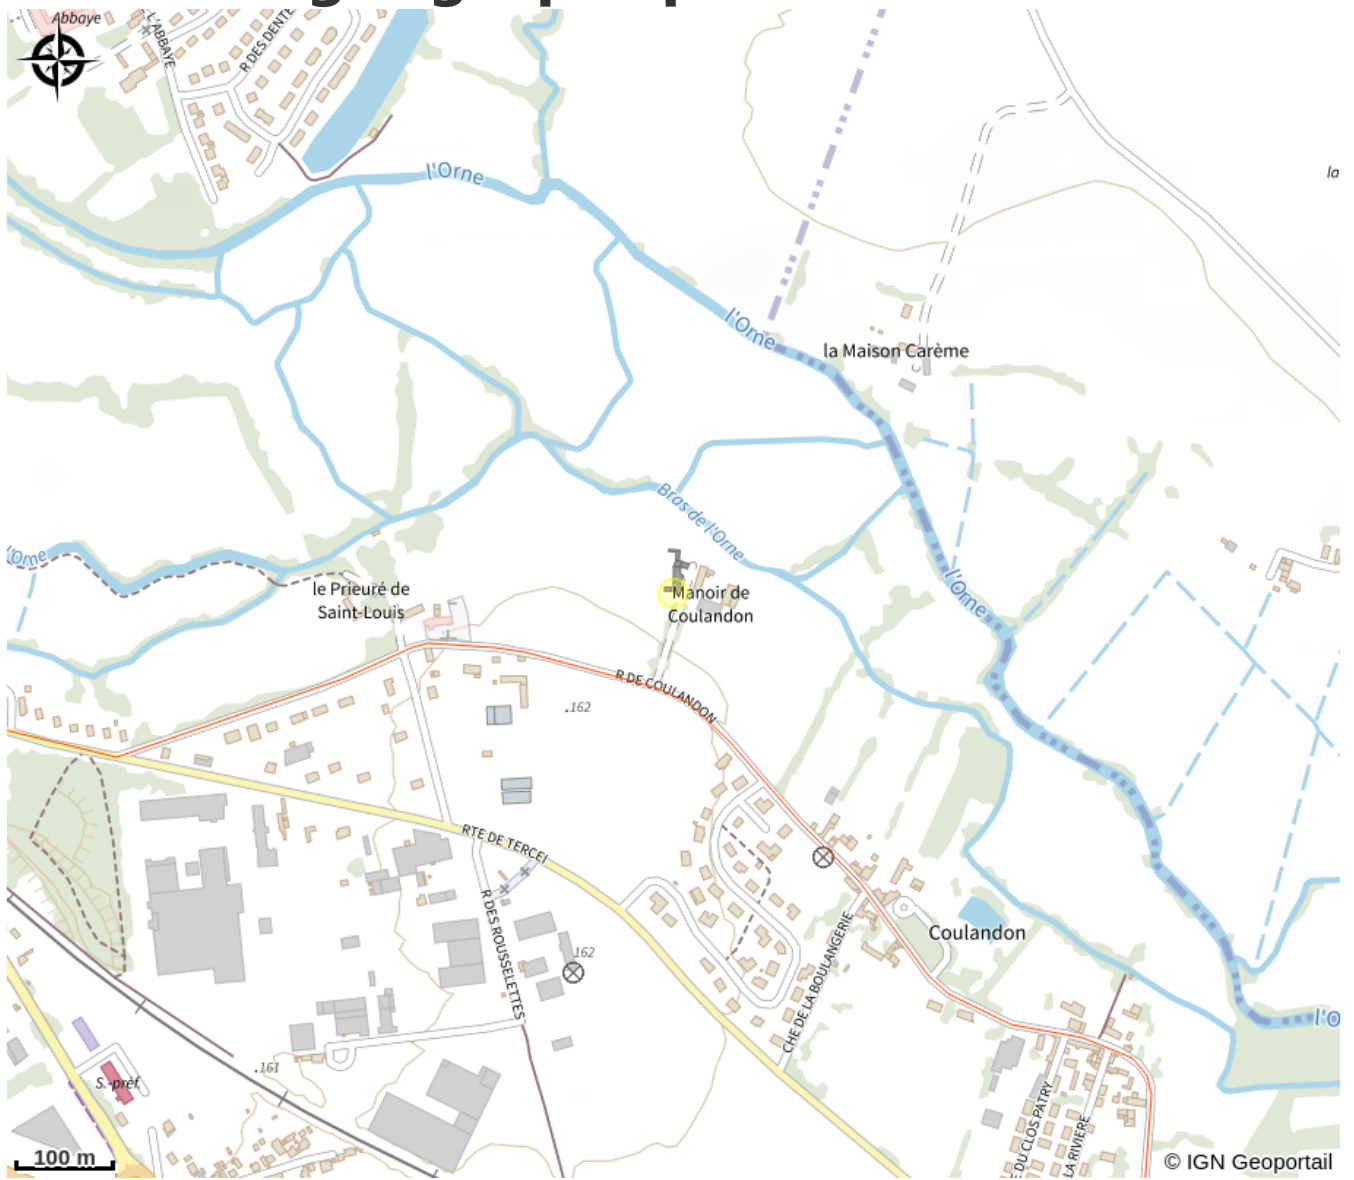 Abbaye
L'ABBAYE
R DES DENTE
l'Orne
la
l'Orne
la Maison Carème
Bras de l'Orne
l'Orne
le Prieuré de
Saint-Louis
Manoir de
Coulandon
l'Orne
R DE COULANDON
162
RTE DE TERCEI
R DES ROUSSELETTES
162
CHE DE LA BOULANGERIE
Coulandon
l'O
161
S.-préf.
E DU CLOS PATRY
LA RIVIERE
100 m
© IGN Geoportail